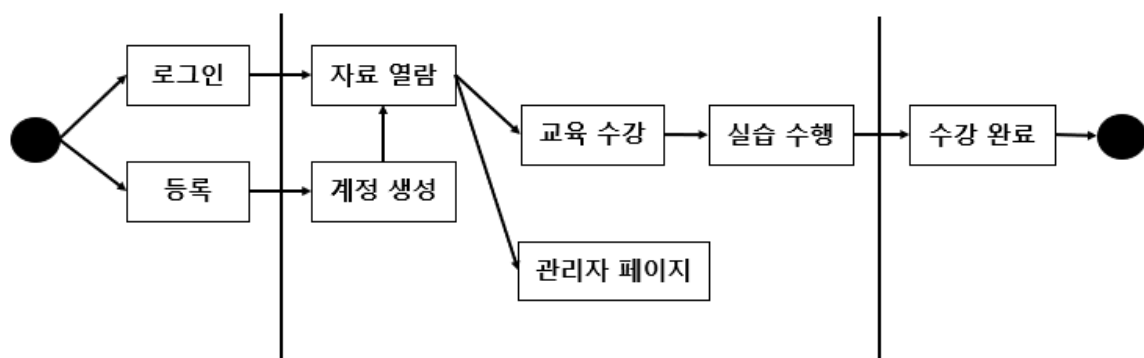 로그인
자료 열람
교육 수강
실습 수행
수강 완료
등록
계정 생성
관리자 페이지